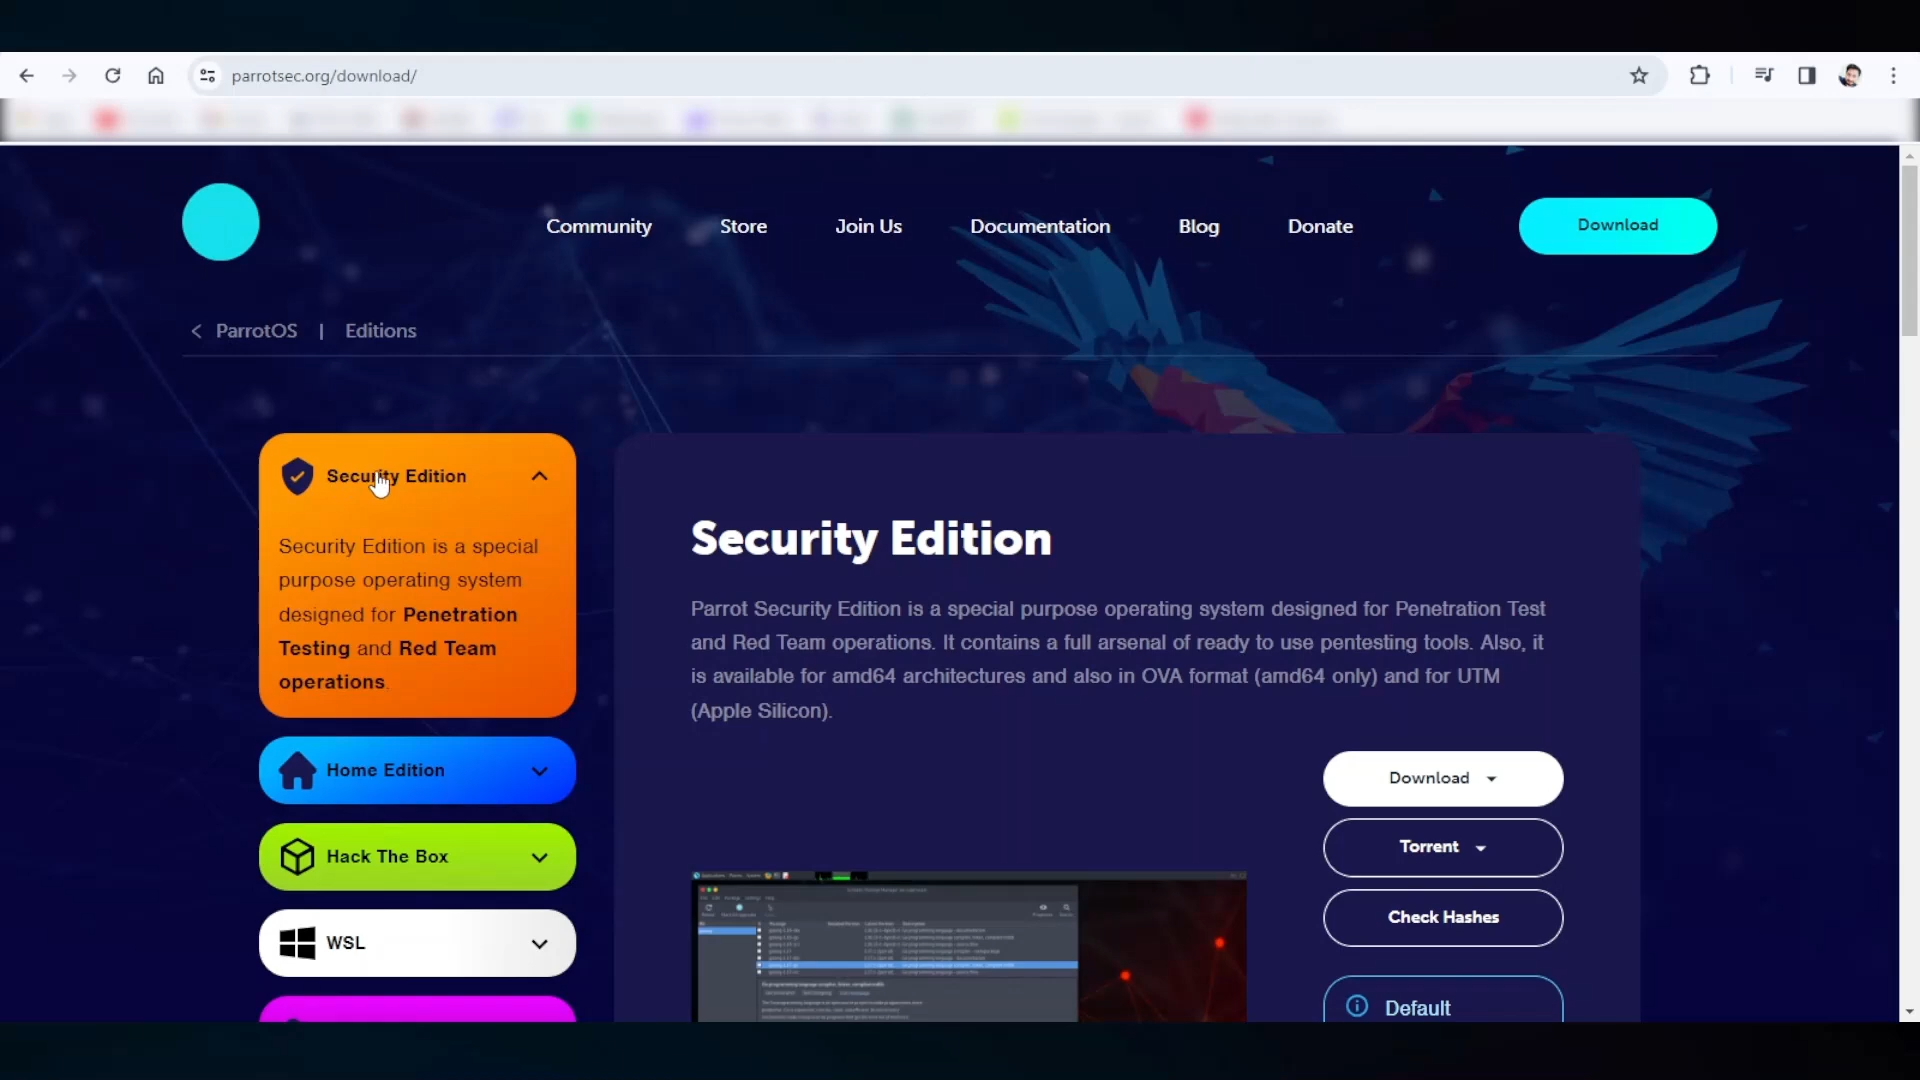 parrotsec.org/download/
Community Store Join Us Documentation Blog Donate Download
< ParrotOS | Editions
Security Edition
Security Edition is a special
purpose operating system
designed for Penetration
Testing and Red Team
operations.
Home Edition
Hack The Box
WSL
Security Edition
Parrot Security Edition is a special purpose operating system designed for Penetration Test
and Red Team operations. It contains a full arsenal of ready to use pentesting tools. Also, it
is available for amd64 architectures and also in OVA format (amd64 only) and for UTM
(Apple Silicon).
Download
Torrent
Check Hashes
Default